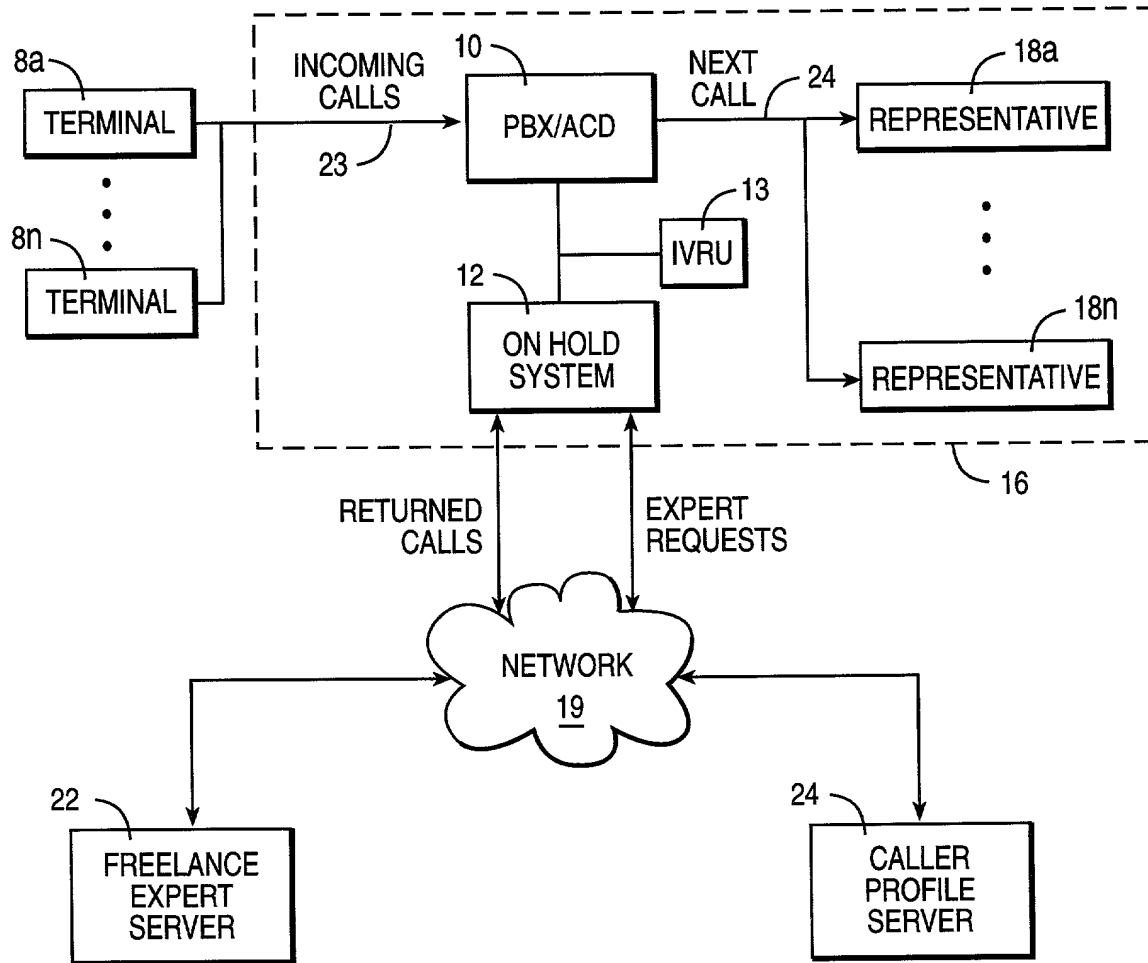 8a
TERMINAL
8n
TERMINAL
INCOMING
CALLS
23
10
PBX/ACD
NEXT
CALL
24
18a
REPRESENTATIVE
13
IVRU
12
ON HOLD
SYSTEM
18n
REPRESENTATIVE
16
RETURNED
CALLS
EXPERT
REQUESTS
NETWORK
19
22
FREELANCE
EXPERT
SERVER
24
CALLER
PROFILE
SERVER